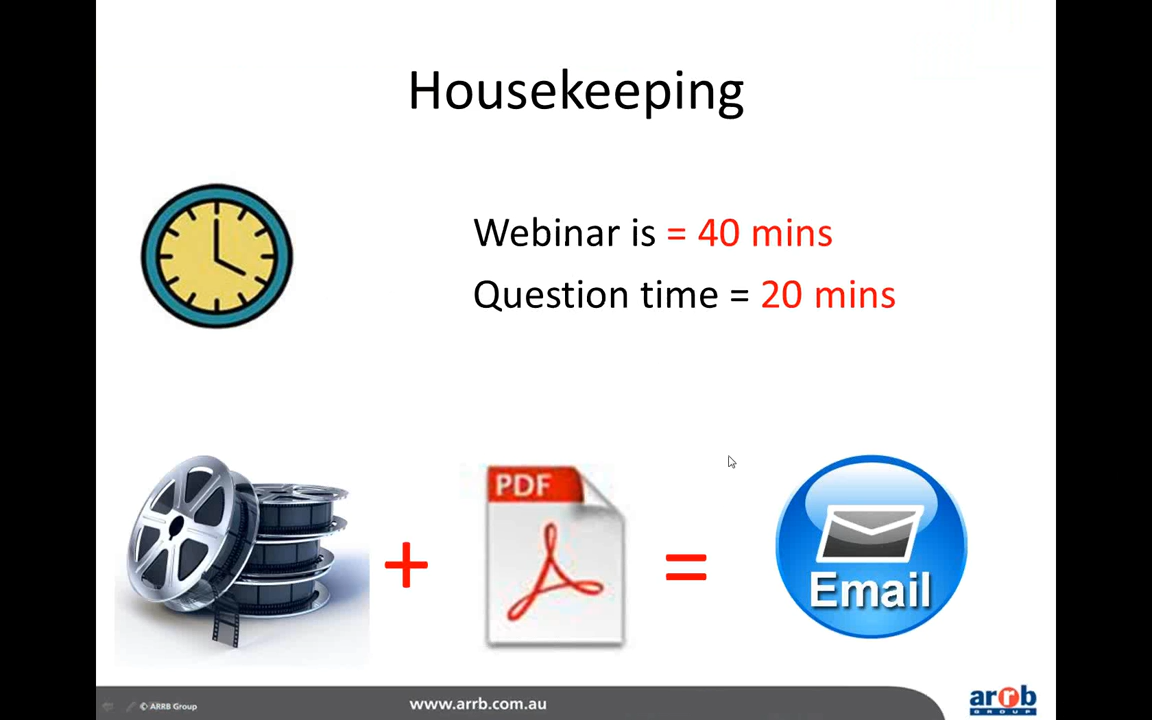 Housekeeping
Webinar is = 40 mins
Question time = 20 mins
PDF
+
=
Email
© ARRB Group
www.arrb.com.au
arrb
GROUP